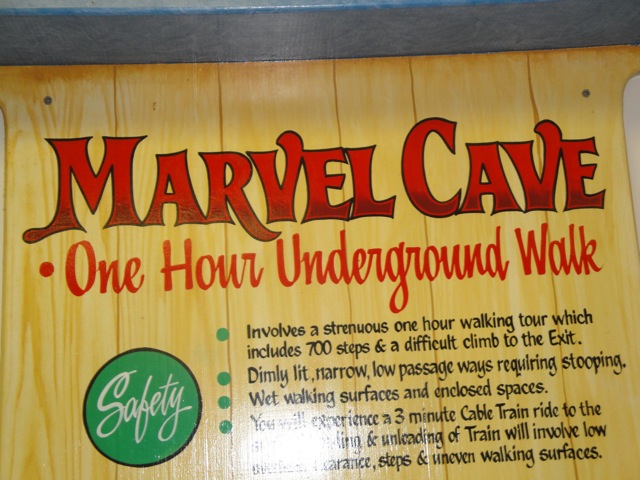 MARVEL CAVE
• One Hour Underground Walk
Safety
• Involves a strenuous one hour walking tour which
includes 700 steps & a difficult climb to the Exit.
• Dimly lit, narrow, low passage ways requiring stooping.
• Wet walking surfaces and enclosed spaces.
• You will experience a 3 minute Cable Train ride to the
& unloading of Train will involve low
steps & uneven walking surfaces.